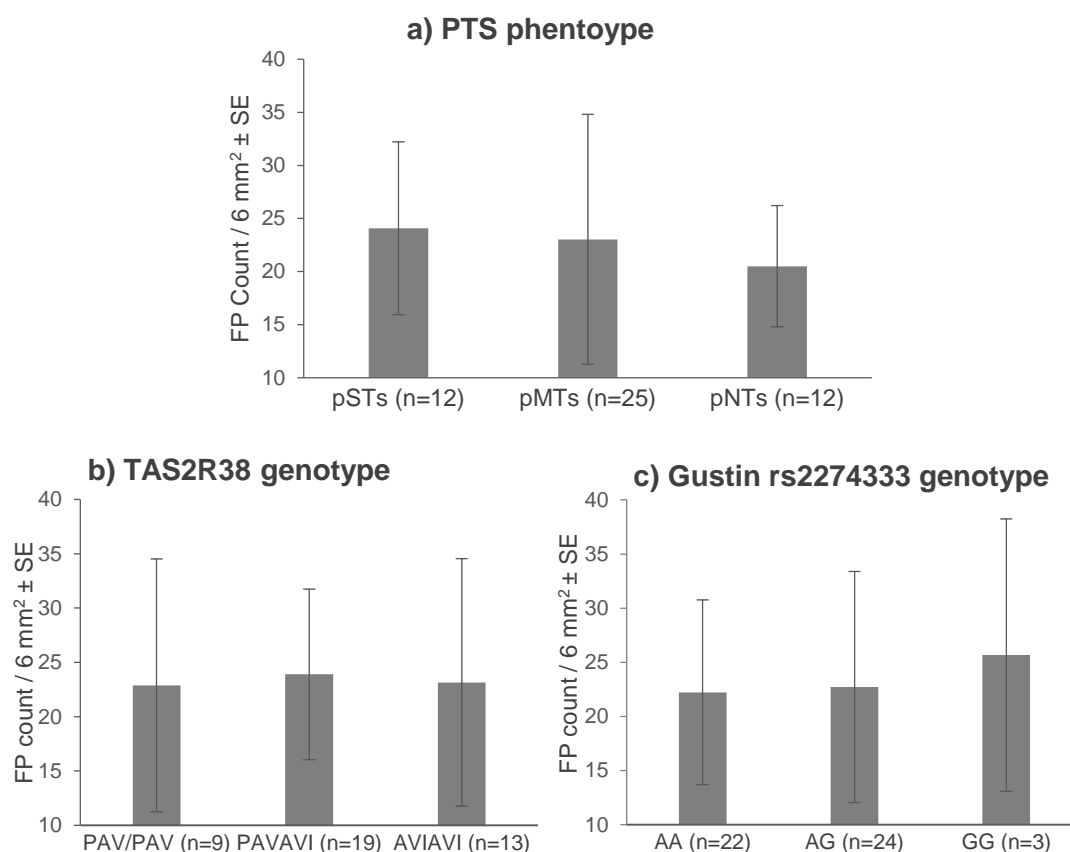 a) PTS phentoype
FP Count / 6 mm² ± SE
40
35
30
25
20
15
10
pSTs (n=12) pMTs (n=25) pNTs (n=12)
b) TAS2R38 genotype
FP count / 6 mm² ± SE
40
35
30
25
20
15
10
PAV/PAV (n=9) PAVAVI (n=19) AVIAVI (n=13)
c) Gustin rs2274333 genotype
FP count / 6 mm² ± SE
40
35
30
25
20
15
10
AA (n=22) AG (n=24) GG (n=3)